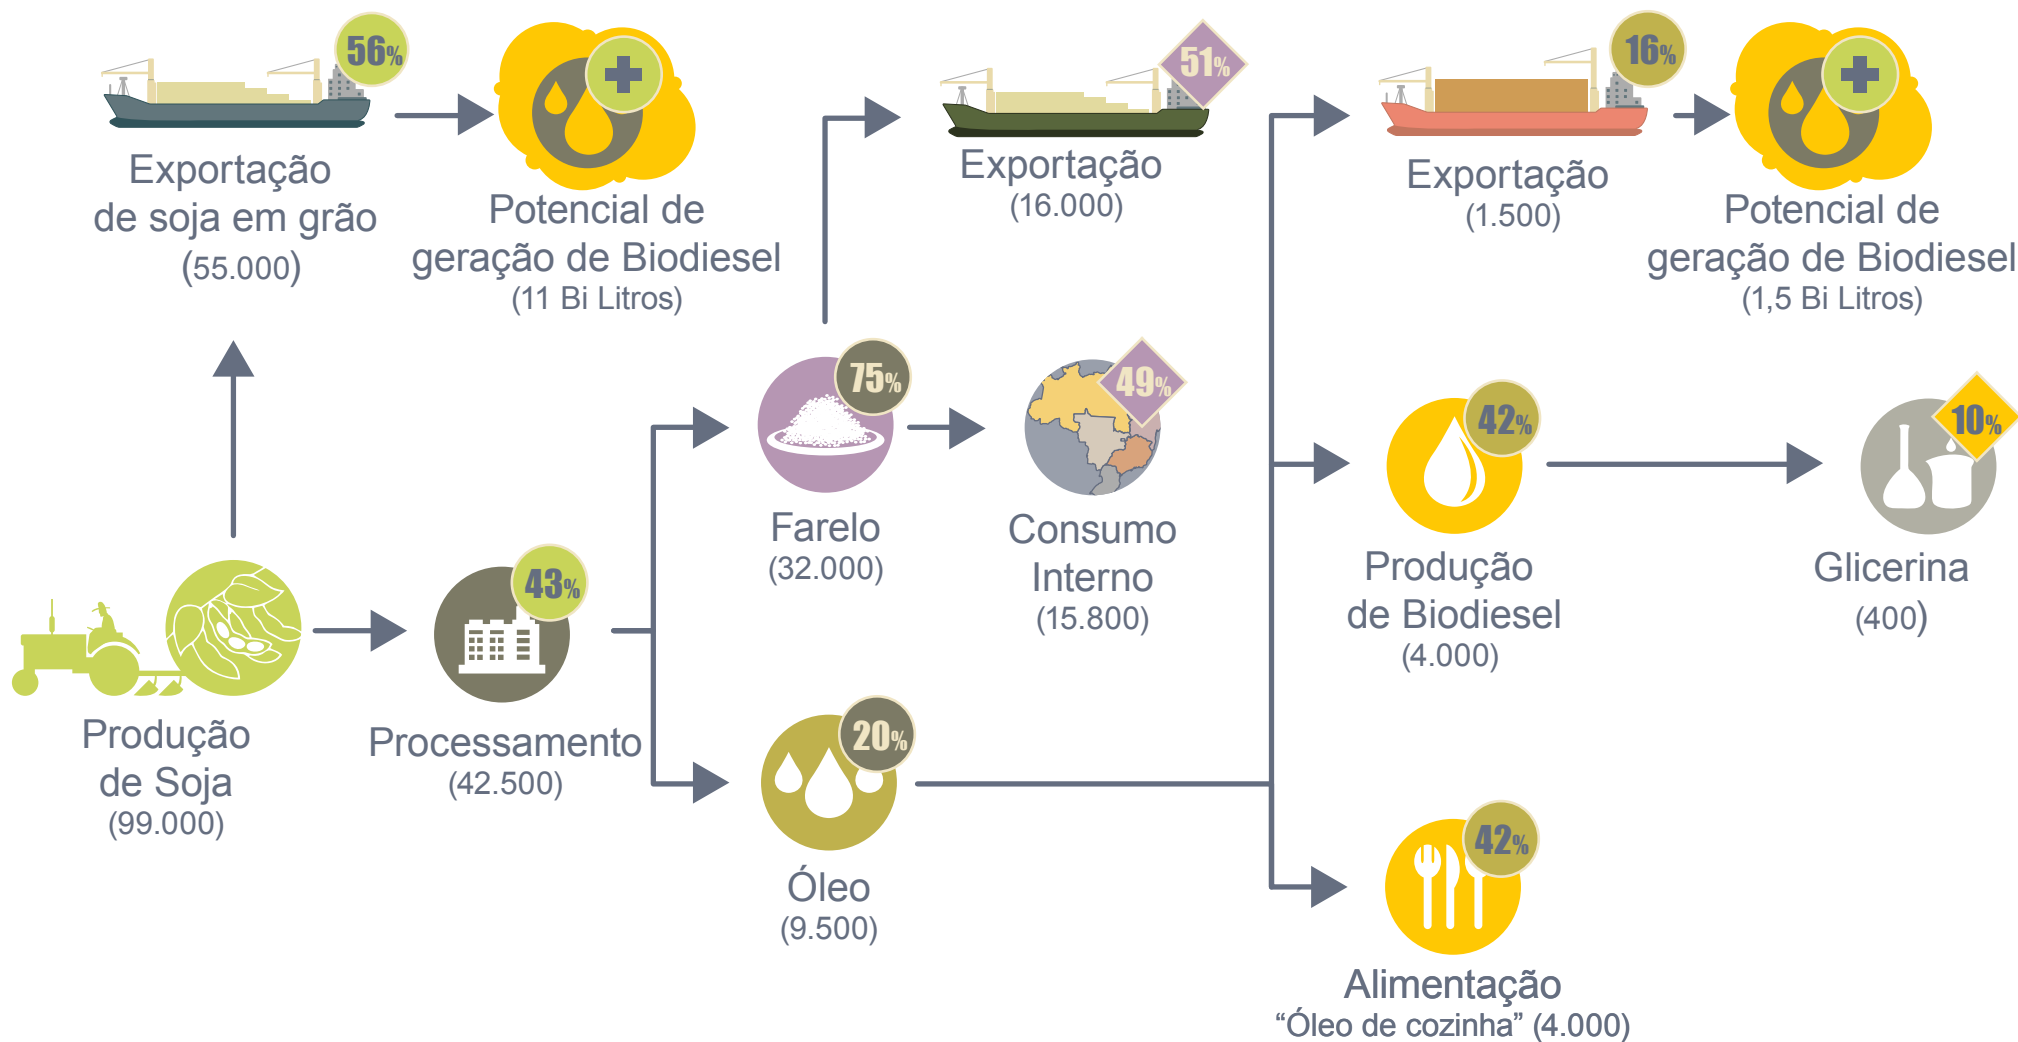 56%
Exportação
de soja em grão
(55.000)
Potencial de
geração de Biodiesel
(11 Bi Litros)
51%
Exportação
(16.000)
16%
Exportação
(1.500)
Potencial de
geração de Biodiesel
(1,5 Bi Litros)
75%
Farelo
(32.000)
49%
Consumo
Interno
(15.800)
42%
Produção
de Biodiesel
(4.000)
10%
Glicerina
(400)
Produção
de Soja
(99.000)
43%
Processamento
(42.500)
20%
Óleo
(9.500)
42%
Alimentação
“Óleo de cozinha” (4.000)